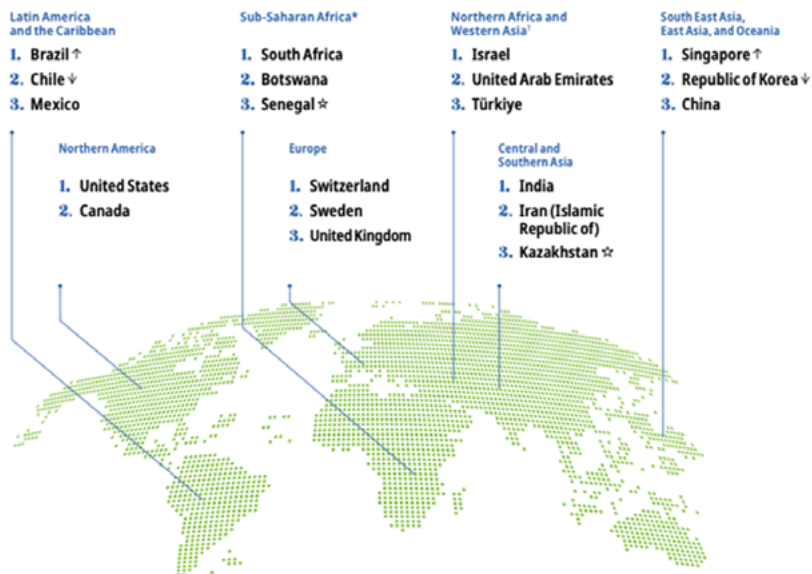 Latin America
and the Caribbean
1. Brazil ↑
2. Chile ↓
3. Mexico
Sub-Saharan Africa*
1. South Africa
2. Botswana
3. Senegal ☆
Northern Africa and
Western Asia†
1. Israel
2. United Arab Emirates
3. Türkiye
South East Asia,
East Asia, and Oceania
1. Singapore ↑
2. Republic of Korea ↓
3. China
Northern America
1. United States
2. Canada
Europe
1. Switzerland
2. Sweden
3. United Kingdom
Central and
Southern Asia
1. India
2. Iran (Islamic
Republic of)
3. Kazakhstan ☆